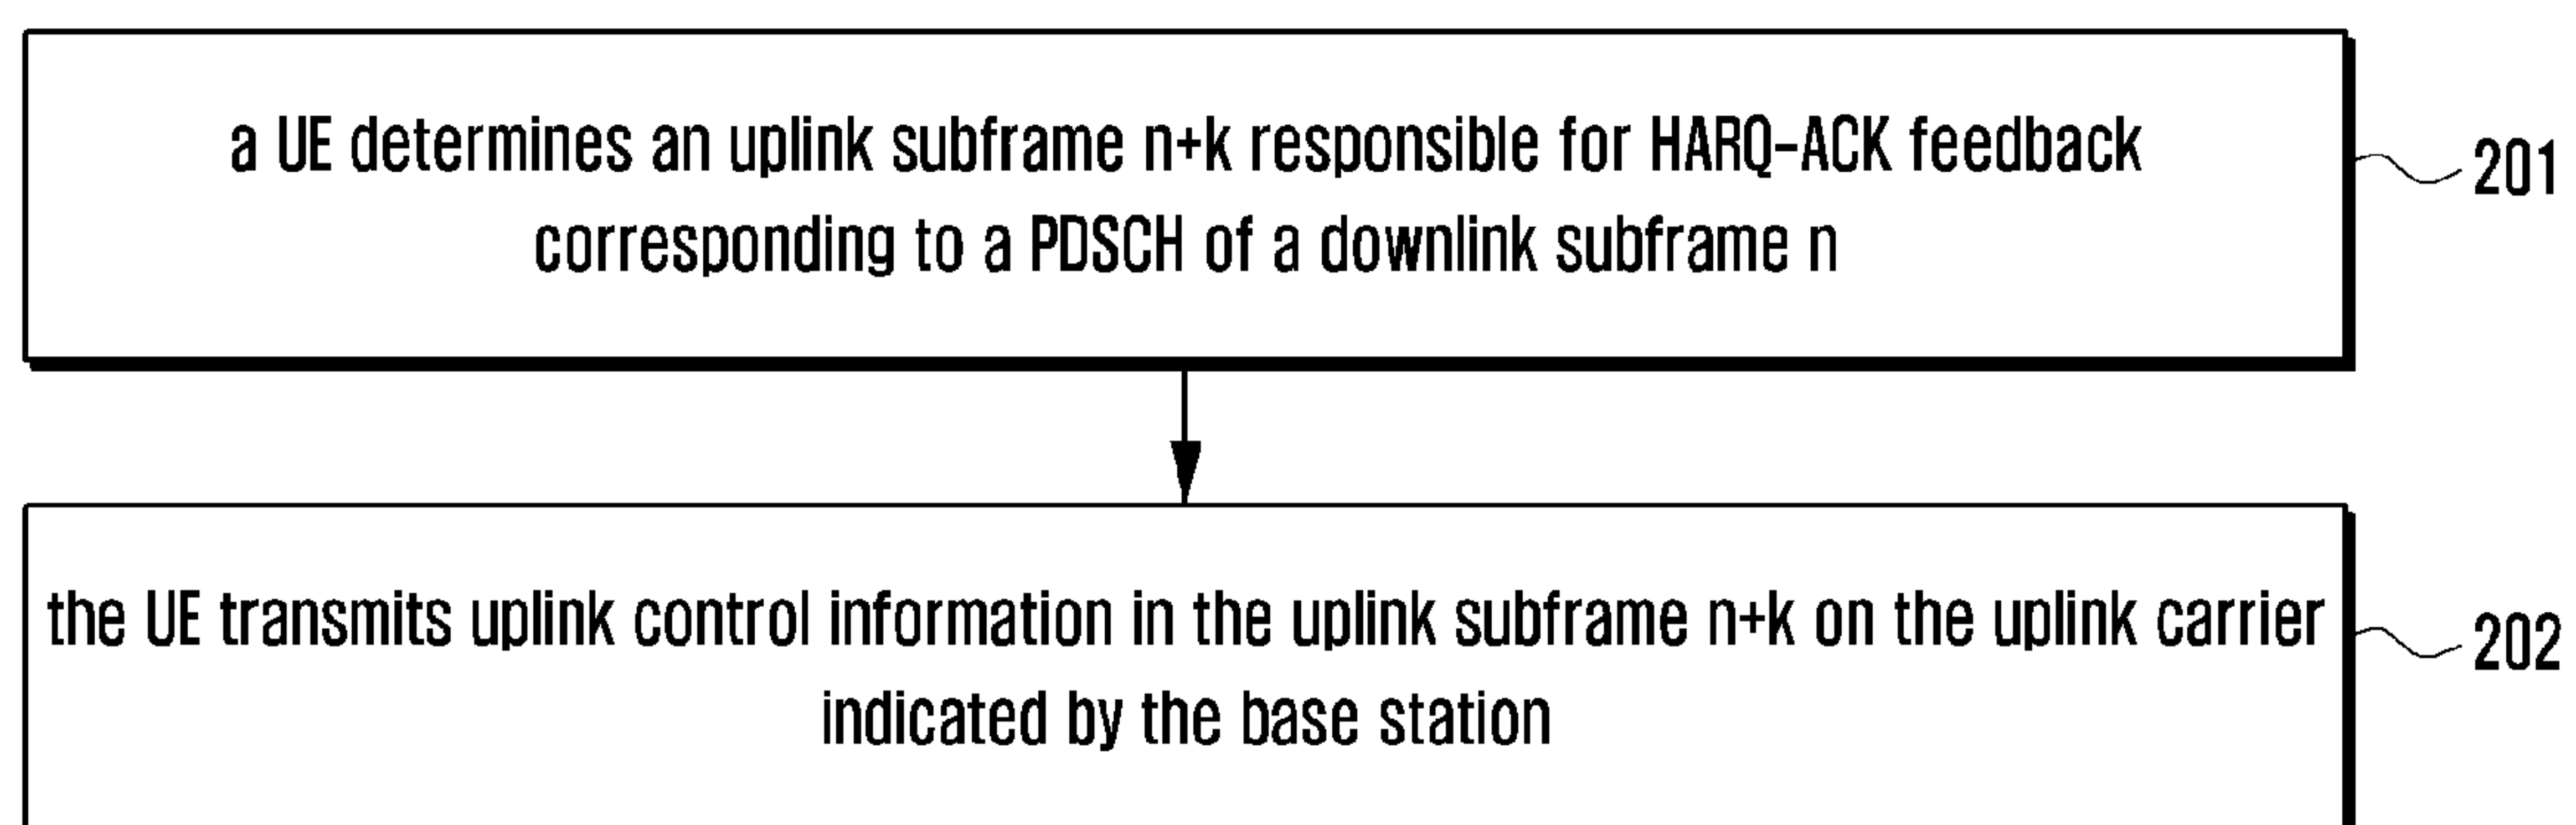 a UE determines an uplink subframe n+k responsible for HARQ-ACK feedback
corresponding to a PDSCH of a downlink subframe n
201
the UE transmits uplink control information in the uplink subframe n+k on the uplink carrier
indicated by the base station
202